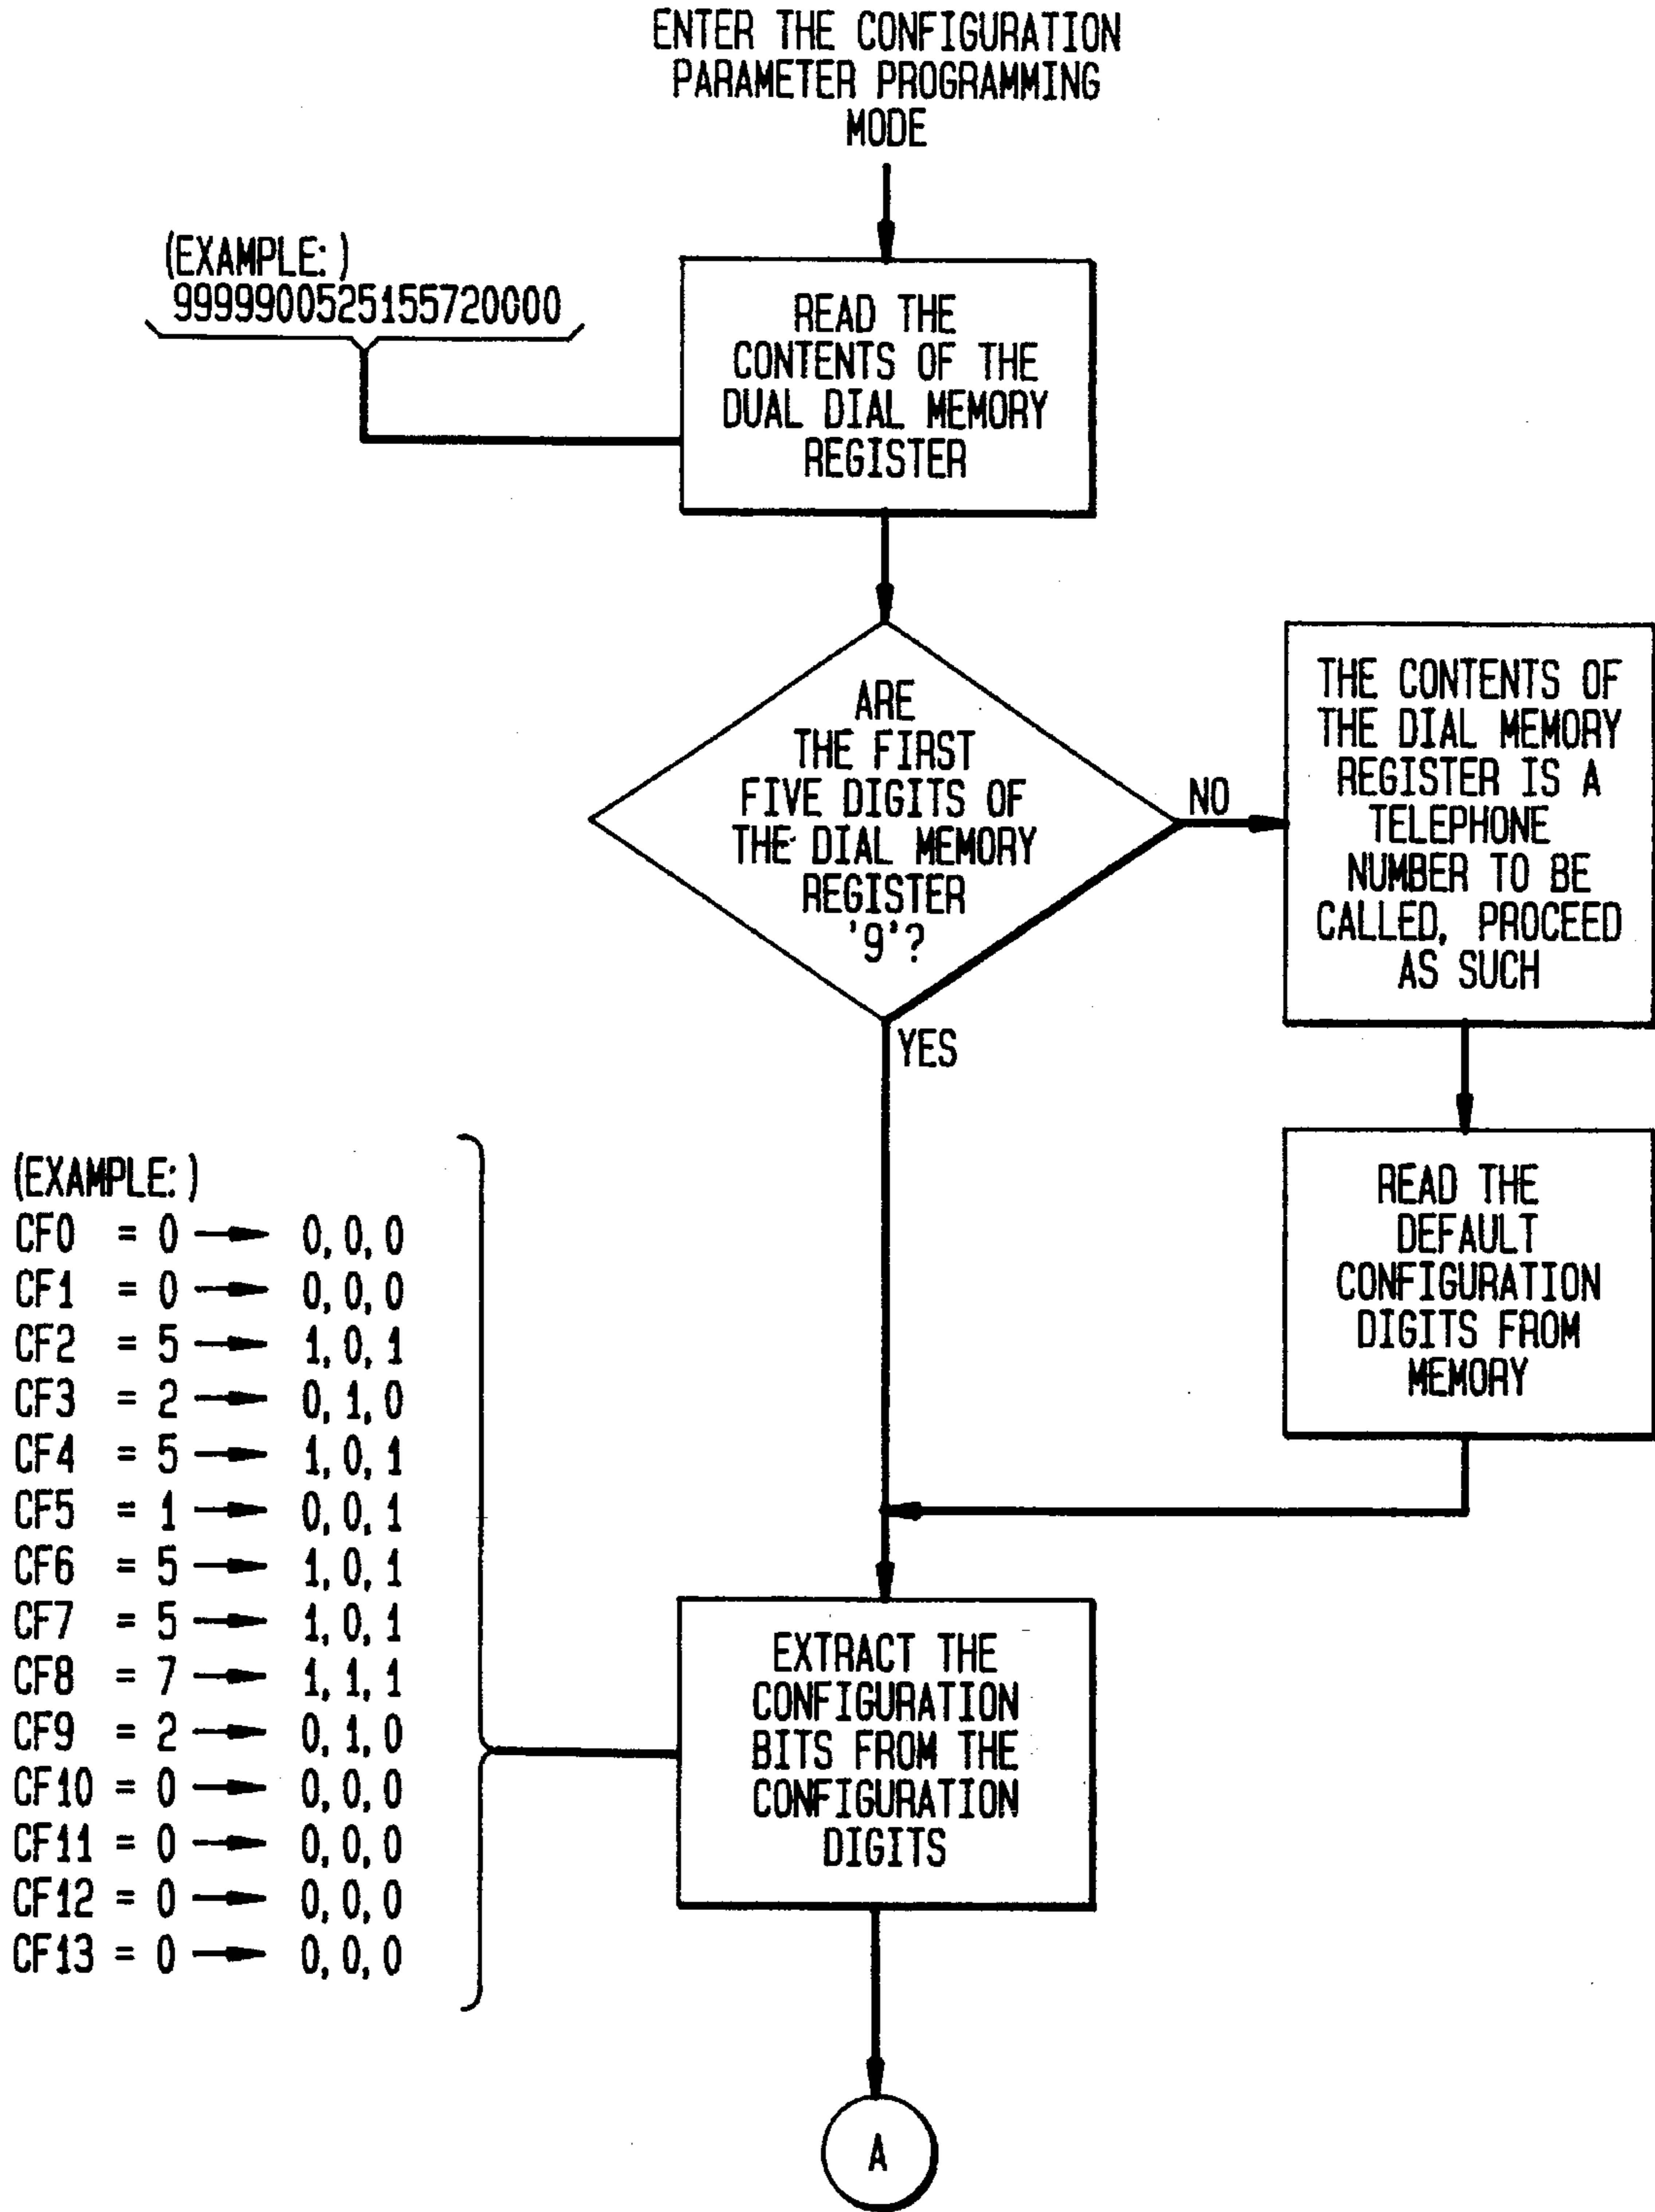 ENTER THE CONFIGURATION
PARAMETER PROGRAMMING
MODE
(EXAMPLE:)
9999900525155720000
READ THE
CONTENTS OF THE
DUAL DIAL MEMORY
REGISTER
ARE
THE FIRST
FIVE DIGITS OF
THE DIAL MEMORY
REGISTER
'9'?
NO
YES
THE CONTENTS OF
THE DIAL MEMORY
REGISTER IS A
TELEPHONE
NUMBER TO BE
CALLED, PROCEED
AS SUCH
READ THE
DEFAULT
CONFIGURATION
DIGITS FROM
MEMORY
(EXAMPLE:)
CF0 = 0 → 0, 0, 0
CF1 = 0 → 0, 0, 0
CF2 = 5 → 1, 0, 1
CF3 = 2 → 0, 1, 0
CF4 = 5 → 1, 0, 1
CF5 = 1 → 0, 0, 1
CF6 = 5 → 1, 0, 1
CF7 = 5 → 1, 0, 1
CF8 = 7 → 1, 1, 1
CF9 = 2 → 0, 1, 0
CF10 = 0 → 0, 0, 0
CF11 = 0 → 0, 0, 0
CF12 = 0 → 0, 0, 0
CF13 = 0 → 0, 0, 0
EXTRACT THE
CONFIGURATION
BITS FROM THE
CONFIGURATION
DIGITS
A